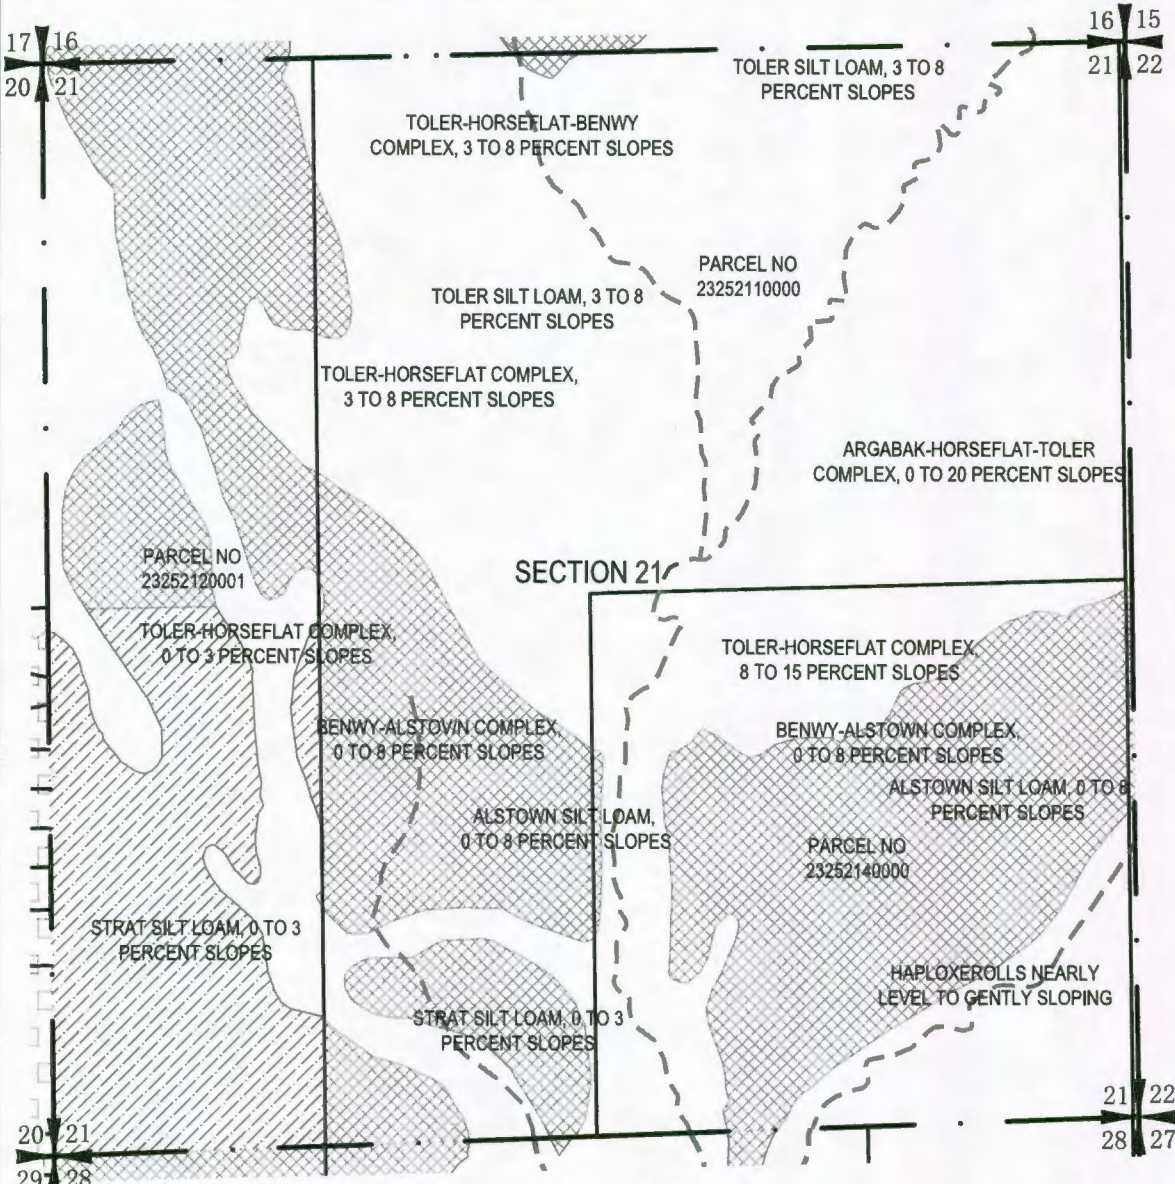 17 16
20 21
16 15
21 22
TOLER SILT LOAM, 3 TO 8
PERCENT SLOPES
TOLER-HORSEFLAT-BENWY
COMPLEX, 3 TO 8 PERCENT SLOPES
PARCEL NO
23252110000
TOLER SILT LOAM, 3 TO 8
PERCENT SLOPES
TOLER-HORSEFLAT COMPLEX,
3 TO 8 PERCENT SLOPES
ARGABAK-HORSEFLAT-TOLER
COMPLEX, 0 TO 20 PERCENT SLOPES
PARCEL NO
23252120001
SECTION 21
TOLER-HORSEFLAT COMPLEX,
0 TO 3 PERCENT SLOPES
TOLER-HORSEFLAT COMPLEX,
8 TO 15 PERCENT SLOPES
BENWY-ALSTOWN COMPLEX,
0 TO 8 PERCENT SLOPES
BENWY-ALSTOWN COMPLEX,
0 TO 8 PERCENT SLOPES
ALSTOWN SILT LOAM, 0 TO 8
PERCENT SLOPES
ALSTOWN SILT LOAM,
0 TO 8 PERCENT SLOPES
PARCEL NO
23252140000
STRAT SILT LOAM, 0 TO 3
PERCENT SLOPES
HAPLOXEROLLS NEARLY
LEVEL TO GENTLY SLOPING
STRAT SILT LOAM, 0 TO 3
PERCENT SLOPES
20 21
29 28
21 22
28 27